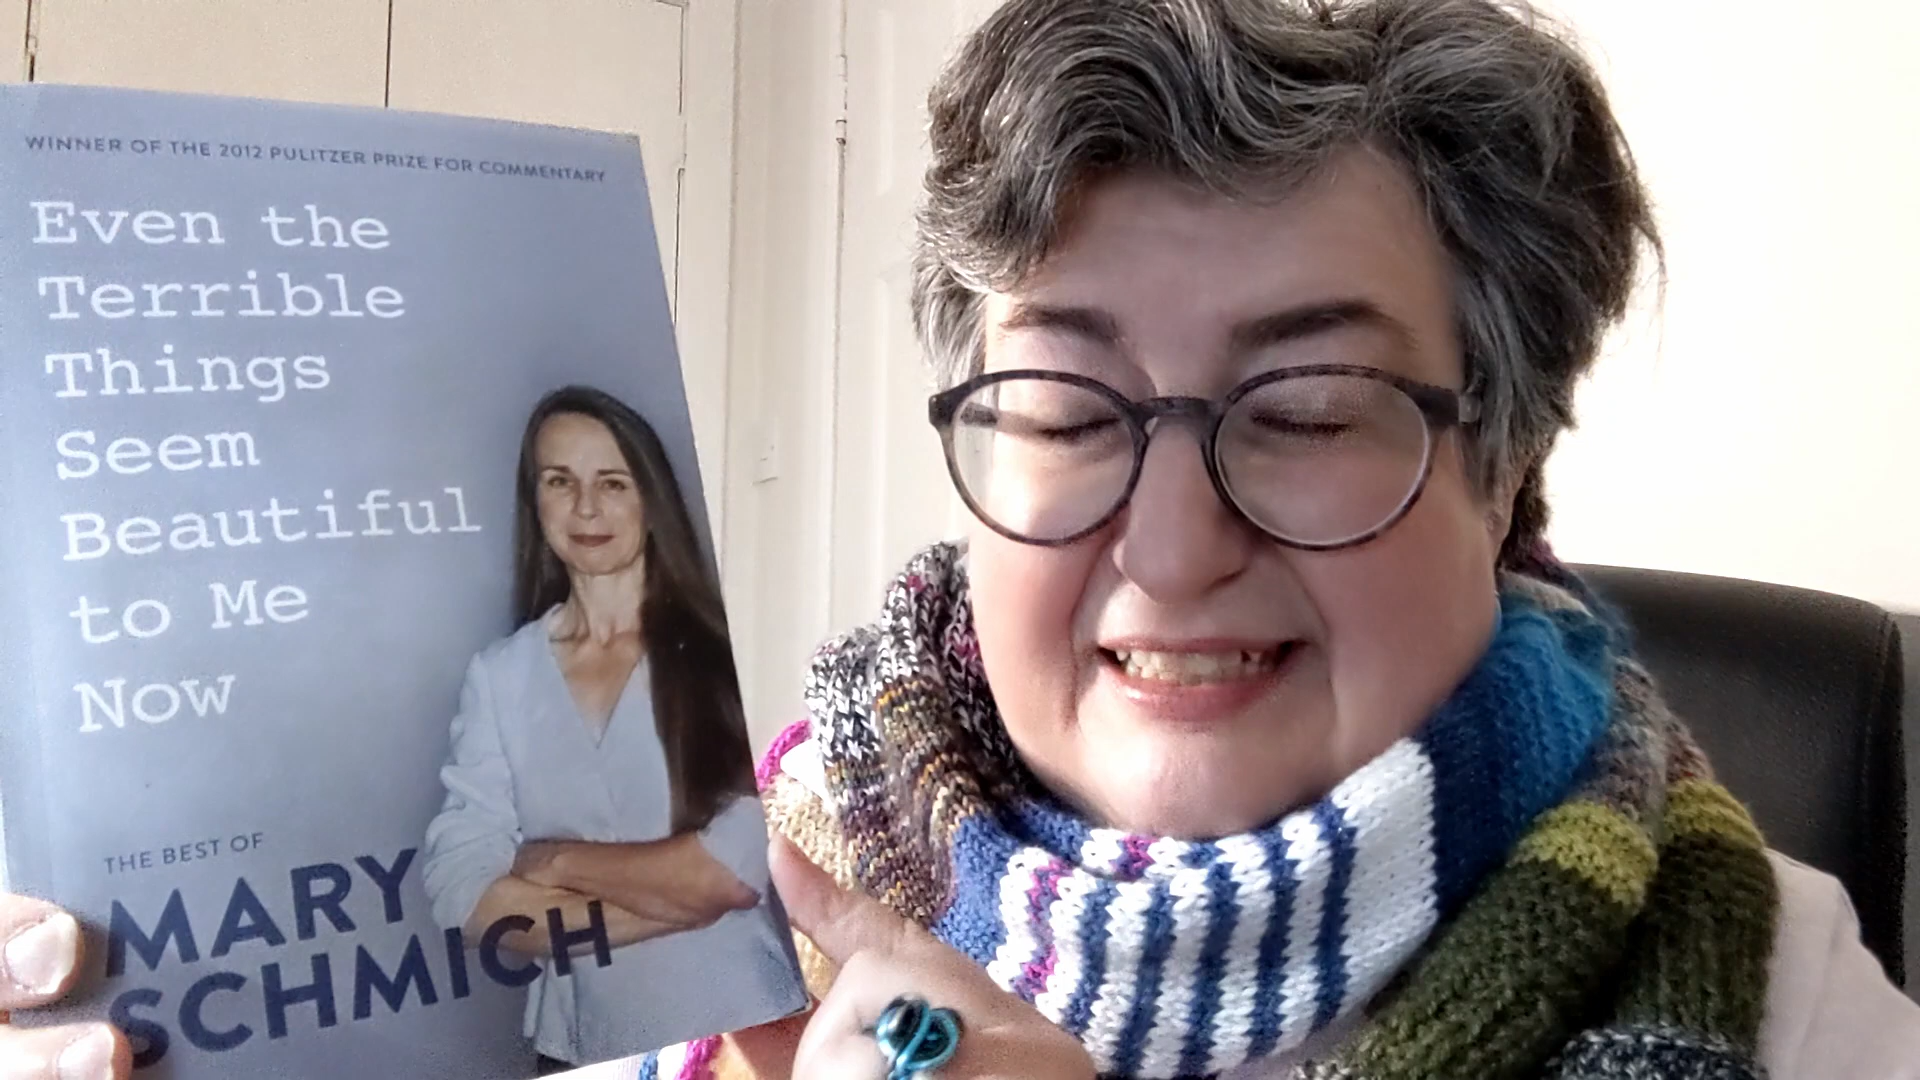 WINNER OF THE 2012 PULITZER PRIZE FOR COMMENTARY
Even the
Terrible
Things
Seem
Beautiful
to Me
Now
THE BEST OF
MARY
SCHMICH